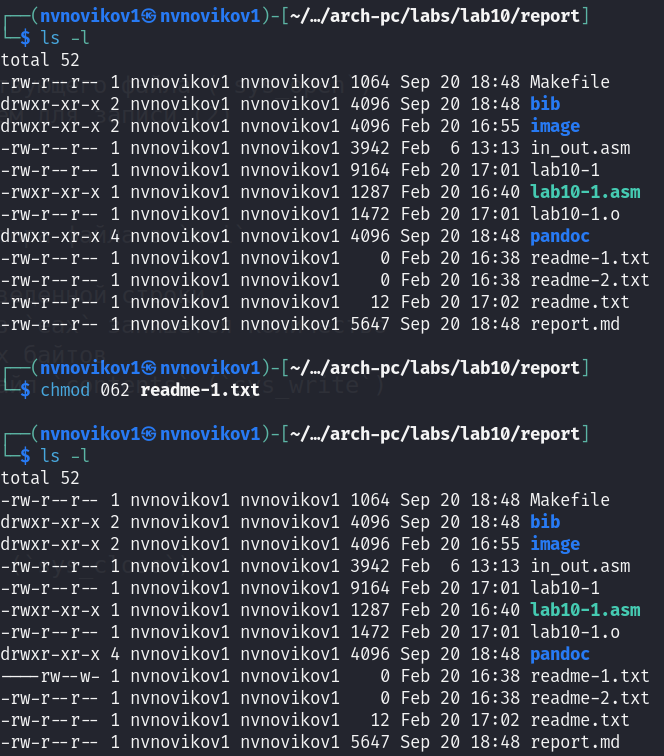 ┌──(nvnovikov1㉿nvnovikov1)-[~/…/arch-pc/labs/lab10/report]
└─$ ls -l
total 52
-rw-r--r-- 1 nvnovikov1 nvnovikov1 1064 Sep 20 18:48 Makefile
drwxr-xr-x 2 nvnovikov1 nvnovikov1 4096 Sep 20 18:48 bib
drwxr-xr-x 2 nvnovikov1 nvnovikov1 4096 Feb 20 16:55 image
-rw-r--r-- 1 nvnovikov1 nvnovikov1 3942 Feb  6 13:13 in_out.asm
-rw-r--r-- 1 nvnovikov1 nvnovikov1 9164 Feb 20 17:01 lab10-1
-rwxr-xr-x 1 nvnovikov1 nvnovikov1 1287 Feb 20 16:40 lab10-1.asm
-rw-r--r-- 1 nvnovikov1 nvnovikov1 1472 Feb 20 17:01 lab10-1.o
drwxr-xr-x 4 nvnovikov1 nvnovikov1 4096 Sep 20 18:48 pandoc
-rw-r--r-- 1 nvnovikov1 nvnovikov1    0 Feb 20 16:38 readme-1.txt
-rw-r--r-- 1 nvnovikov1 nvnovikov1    0 Feb 20 16:38 readme-2.txt
-rw-r--r-- 1 nvnovikov1 nvnovikov1   12 Feb 20 17:02 readme.txt
-rw-r--r-- 1 nvnovikov1 nvnovikov1 5647 Sep 20 18:48 report.md
┌──(nvnovikov1㉿nvnovikov1)-[~/…/arch-pc/labs/lab10/report]
└─$ chmod 062 readme-1.txt
┌──(nvnovikov1㉿nvnovikov1)-[~/…/arch-pc/labs/lab10/report]
└─$ ls -l
total 52
-rw-r--r-- 1 nvnovikov1 nvnovikov1 1064 Sep 20 18:48 Makefile
drwxr-xr-x 2 nvnovikov1 nvnovikov1 4096 Sep 20 18:48 bib
drwxr-xr-x 2 nvnovikov1 nvnovikov1 4096 Feb 20 16:55 image
-rw-r--r-- 1 nvnovikov1 nvnovikov1 3942 Feb  6 13:13 in_out.asm
-rw-r--r-- 1 nvnovikov1 nvnovikov1 9164 Feb 20 17:01 lab10-1
-rwxr-xr-x 1 nvnovikov1 nvnovikov1 1287 Feb 20 16:40 lab10-1.asm
-rw-r--r-- 1 nvnovikov1 nvnovikov1 1472 Feb 20 17:01 lab10-1.o
drwxr-xr-x 4 nvnovikov1 nvnovikov1 4096 Sep 20 18:48 pandoc
----rw--w- 1 nvnovikov1 nvnovikov1    0 Feb 20 16:38 readme-1.txt
-rw-r--r-- 1 nvnovikov1 nvnovikov1    0 Feb 20 16:38 readme-2.txt
-rw-r--r-- 1 nvnovikov1 nvnovikov1   12 Feb 20 17:02 readme.txt
-rw-r--r-- 1 nvnovikov1 nvnovikov1 5647 Sep 20 18:48 report.md